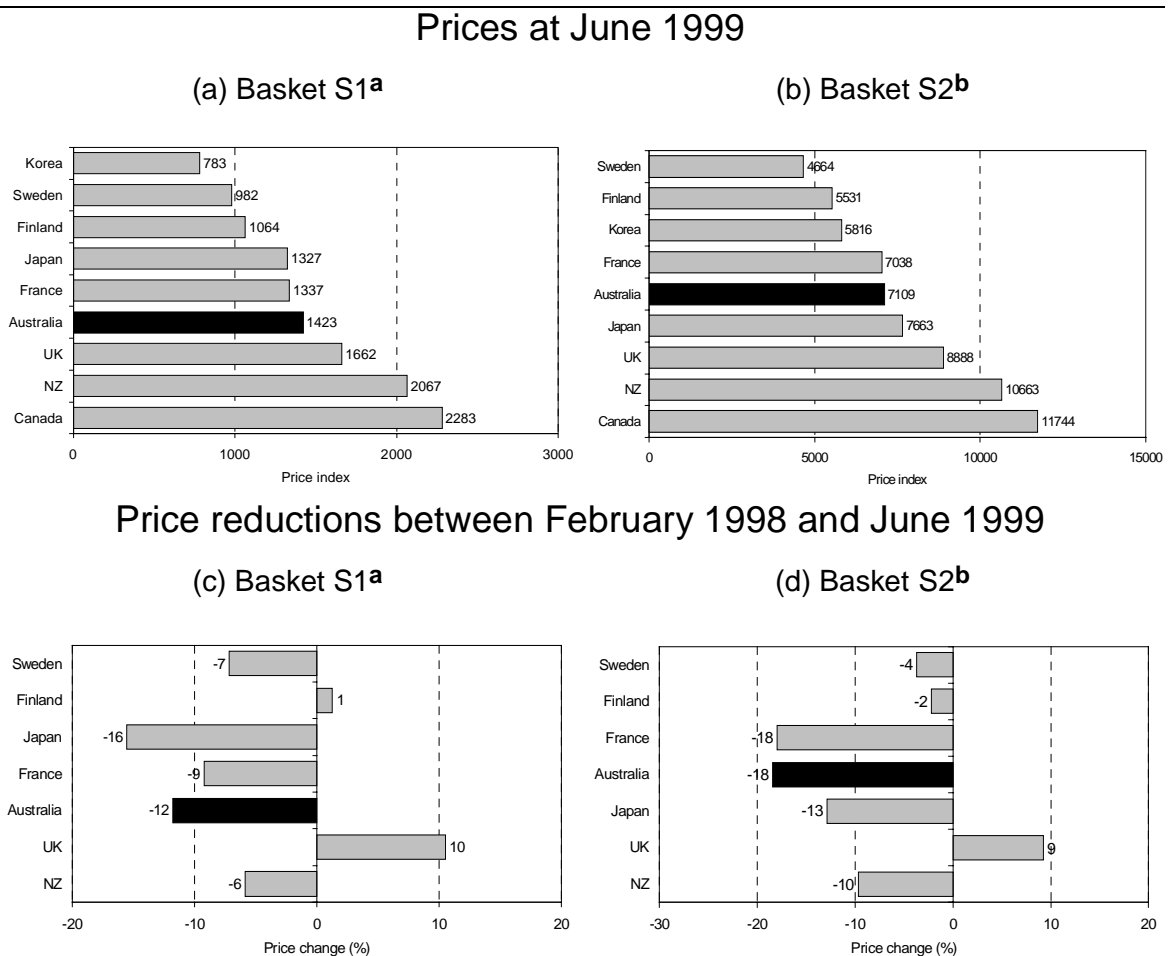 Prices at June 1999
(a) Basket S1a
Korea 783
Sweden 982
Finland 1064
Japan 1327
France 1337
Australia 1423
UK 1662
NZ 2067
Canada 2283
0 1000 2000 3000
Price index
(b) Basket S2b
Sweden 4664
Finland 5531
Korea 5816
France 7038
Australia 7109
Japan 7663
UK 8888
NZ 10663
Canada 11744
0 5000 10000 15000
Price index
Price reductions between February 1998 and June 1999
(c) Basket S1a
Sweden -7
Finland 1
Japan -16
France -9
Australia -12
UK 10
NZ -6
-20 -10 0 10 20
Price change (%)
(d) Basket S2b
Sweden -4
Finland -2
France -18
Australia -18
Japan -13
UK 9
NZ -10
-30 -20 -10 0 10 20
Price change (%)